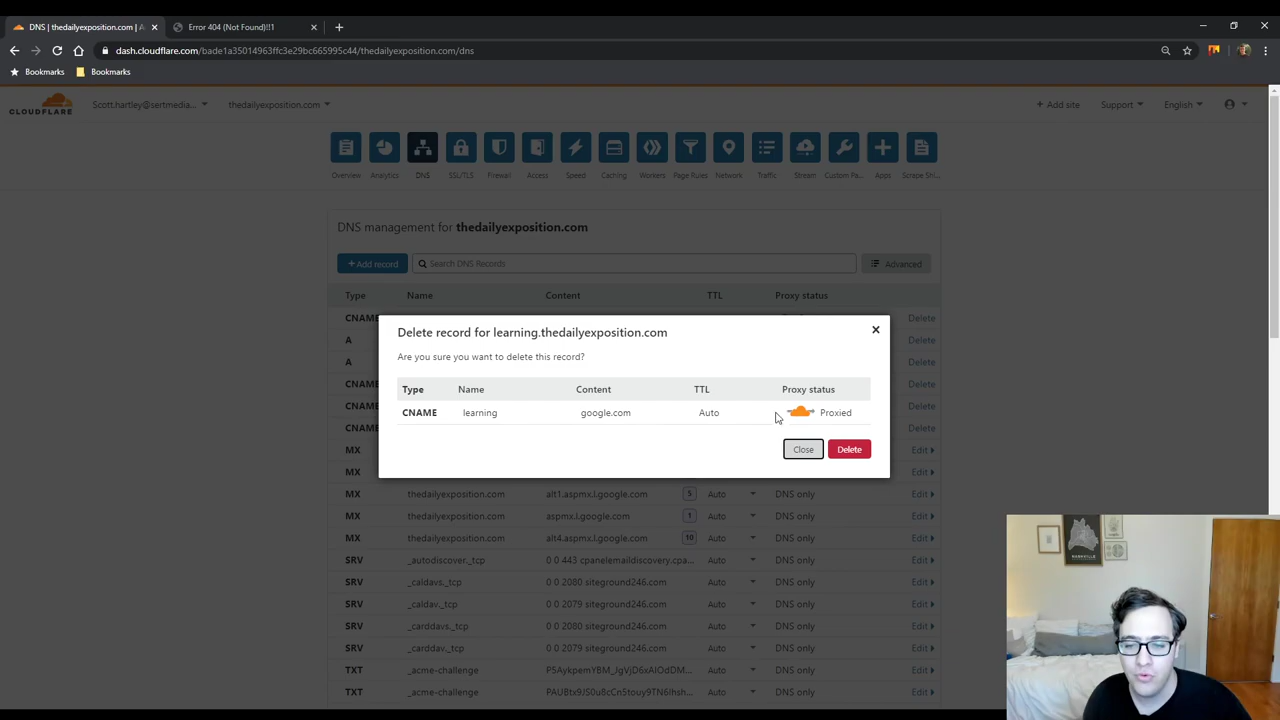 DNS | thedailyexposition.com | A
Error 404 (Not Found)!!1
dash.cloudflare.com/bade1a35014963ffc3e29bc665995c44/thedailyexposition.com/dns
Bookmarks
Bookmarks
CLOUDFLARE
Scott.hartley@sertmedia...
thedailyexposition.com
+ Add site
Support
English
Overview
Analytics
DNS
SSL/TLS
Firewall
Access
Speed
Caching
Workers
Page Rules
Network
Traffic
Stream
Custom Pa...
Apps
Scrape Shi...
DNS management for thedailyexposition.com
+ Add record
Search DNS Records
Advanced
Type Name Content TTL Proxy status
CNAME Delete
A Delete
A Delete
CNAME Delete
CNAME Delete
CNAME Delete
Delete record for learning.thedailyexposition.com
Are you sure you want to delete this record?
Type Name Content TTL Proxy status
CNAME learning google.com Auto Proxied
Close Delete
MX Edit
MX Edit
MX thedailyexposition.com alt1.aspmx.l.google.com 5 Auto DNS only Edit
MX thedailyexposition.com aspmx.l.google.com 1 Auto DNS only Edit
MX thedailyexposition.com alt4.aspmx.l.google.com 10 Auto DNS only Edit
SRV _autodiscover._tcp 0 0 443 cpanelemaildiscovery.cpa... Auto DNS only Edit
SRV _caldavs._tcp 0 0 2080 siteground246.com Auto DNS only Edit
SRV _caldav._tcp 0 0 2079 siteground246.com Auto DNS only Edit
SRV _carddavs._tcp 0 0 2080 siteground246.com Auto DNS only Edit
SRV _carddav._tcp 0 0 2079 siteground246.com Auto DNS only Edit
TXT _acme-challenge Auto DNS only Edit
TXT _acme-challenge Auto DNS only Edit
NASHVILLE